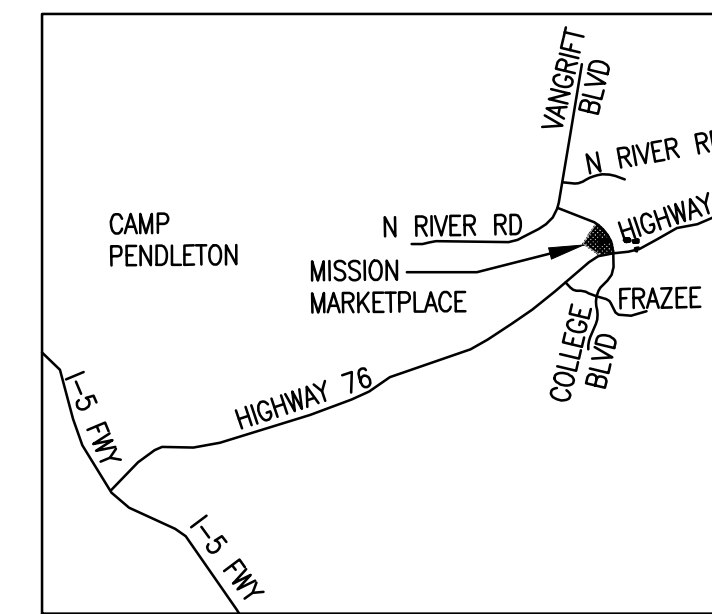 VANGRIFT
BLVD
N RIVER
HIGHWAY
CAMP
PENDLETON
N RIVER RD
MISSION
MARKETPLACE
FRAZEE
COLLEGE
BLVD
HIGHWAY 76
I-5 FWY
I-5 FWY